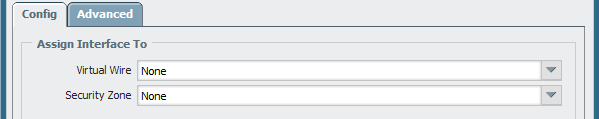 Config Advanced
Assign Interface To
Virtual Wire None
Security Zone None